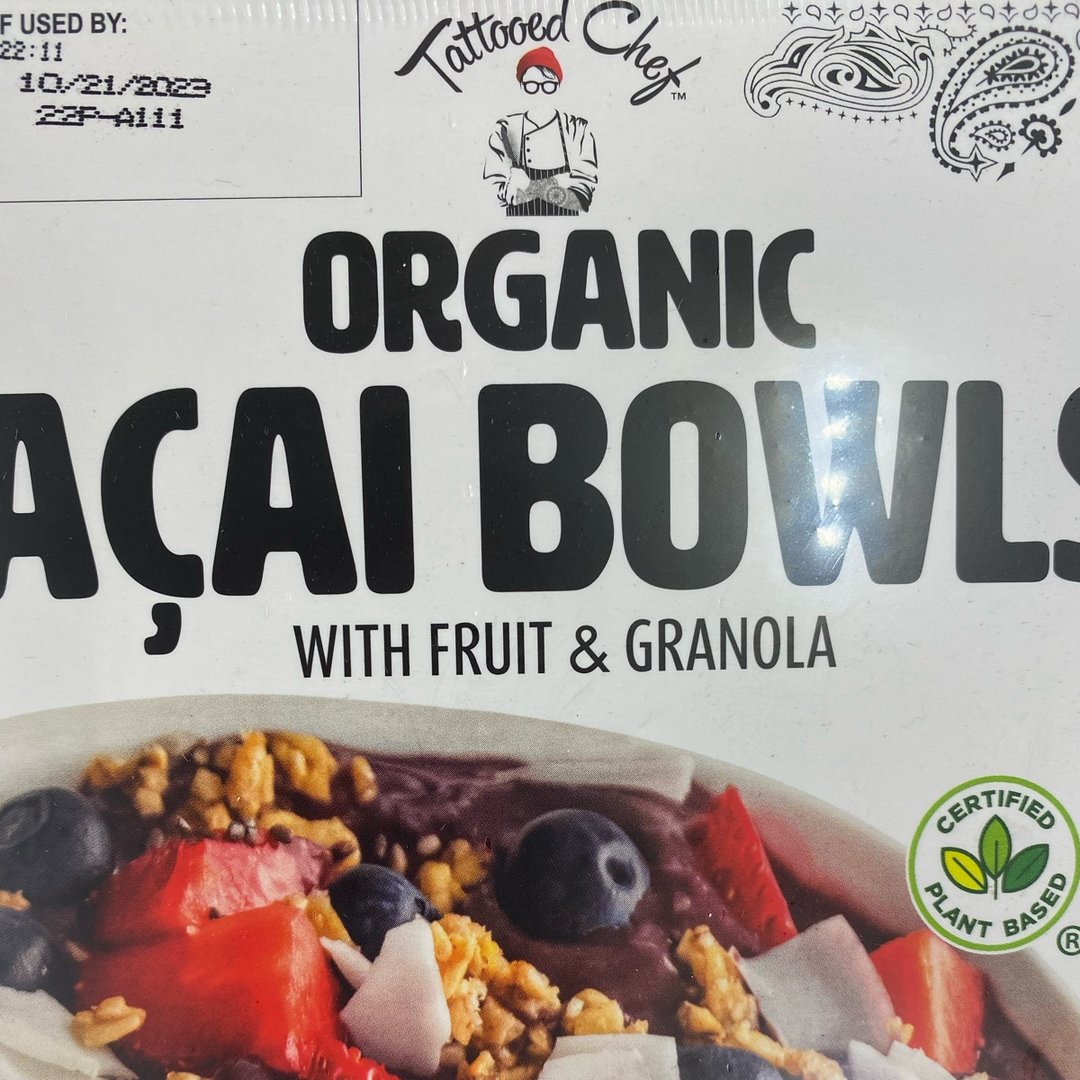 F USED BY:
22:11
10/21/2023
22P-A111
Tattooed Chef™
ORGANIC
AÇAI BOWLS
WITH FRUIT & GRANOLA
CERTIFIED
PLANT BASED
®